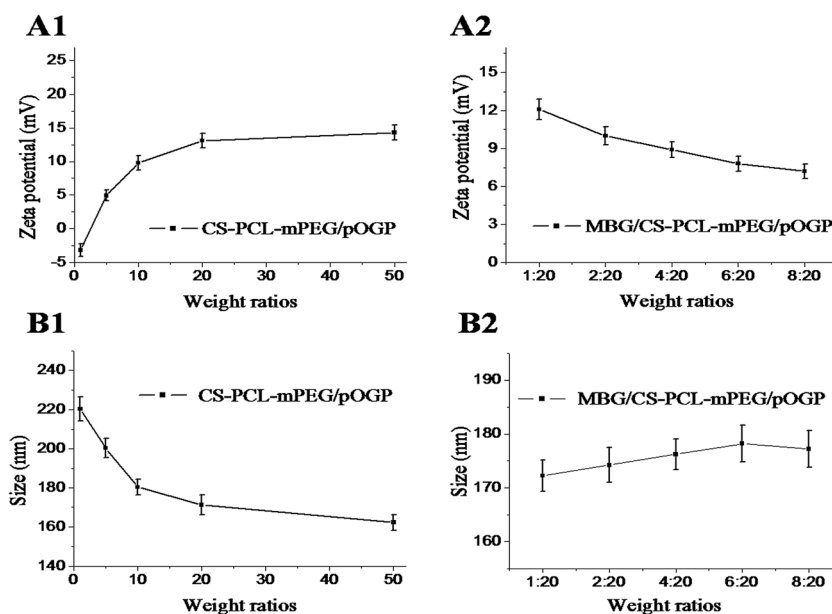 A1
Zeta potential (mV)
25
20
15
10
5
0
-5
CS-PCL-mPEG/pOGP
0 10 20 30 40 50
Weight ratios
A2
Zeta potential (mV)
15
12
9
6
3
0
MBG/CS-PCL-mPEG/pOGP
1:20 2:20 4:20 6:20 8:20
Weight ratios
B1
Size (nm)
240
220
200
180
160
140
CS-PCL-mPEG/pOGP
0 10 20 30 40 50
Weight ratios
B2
Size (nm)
190
180
170
160
MBG/CS-PCL-mPEG/pOGP
1:20 2:20 4:20 6:20 8:20
Weight ratios